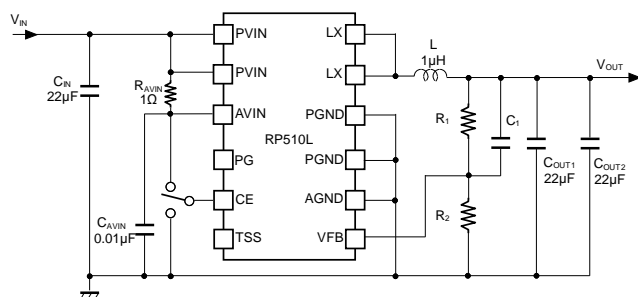 VIN
PVIN
LX
L
1µH
VOUT
CIN
22µF
RAVIN
1Ω
PVIN
LX
AVIN
PGND
RP510L
R1
C1
PG
PGND
COUT1
22µF
COUT2
22µF
CE
AGND
R2
CAVIN
0.01µF
TSS
VFB